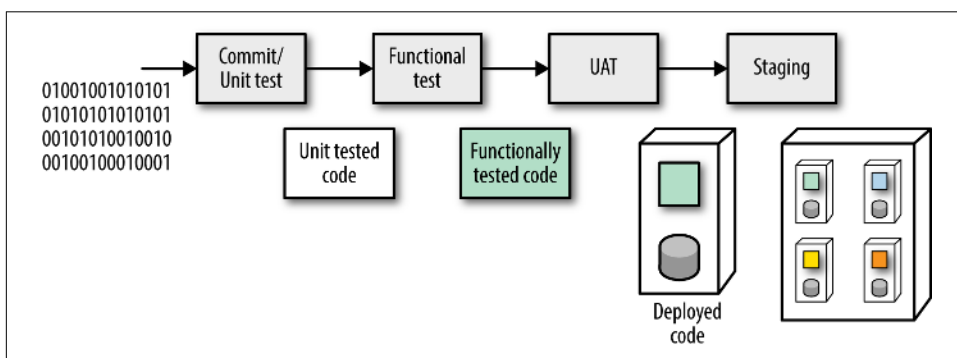 Commit/
Unit test
Functional
test
UAT
Staging
01001001010101
01010101010101
00101010010010
00100100010001
Unit tested
code
Functionally
tested code
Deployed
code